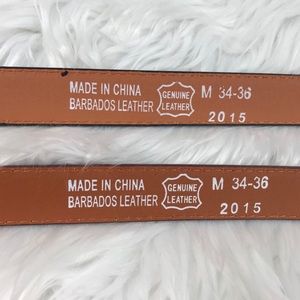 MADE IN CHINA
BARBADOS LEATHER
GENUINE
LEATHER
M 34-36
2015
MADE IN CHINA
BARBADOS LEATHER
GENUINE
LEATHER
M 34-36
2015